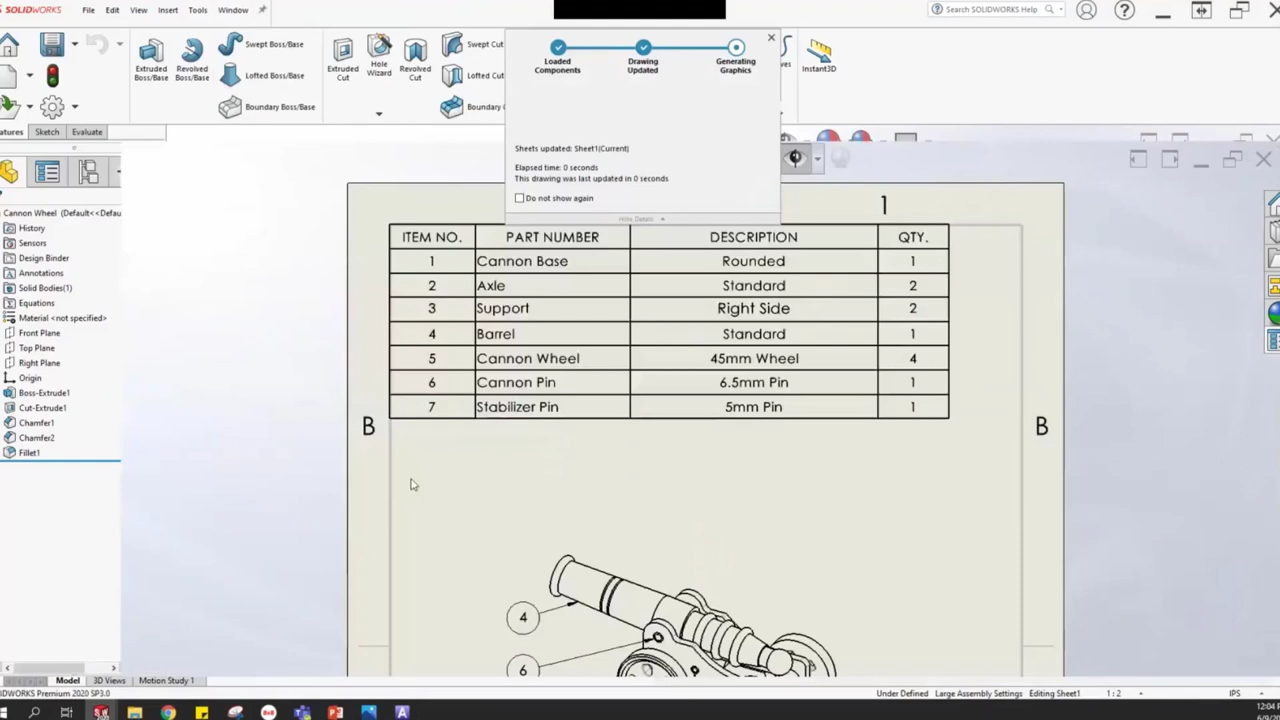 SOLIDWORKS File Edit View Insert Tools Window Search SOLIDWORKS Help
Extruded Boss/Base
Revolved Boss/Base
Swept Boss/Base
Lofted Boss/Base
Boundary Boss/Base
Extruded Cut
Hole Wizard
Revolved Cut
Swept Cut
Lofted Cut
Boundary
Instant3D
Loaded Components
Drawing Updated
Generating Graphics
Sheets updated: Sheet1(Current)
Elapsed time: 0 seconds
This drawing was last updated in 0 seconds
Do not show again
Hide Details
atures Sketch Evaluate
Cannon Wheel (Default<<Defau
History
Sensors
Design Binder
Annotations
Solid Bodies(1)
Equations
Material <not specified>
Front Plane
Top Plane
Right Plane
Origin
Boss-Extrude1
Cut-Extrude1
Chamfer1
Chamfer2
Fillet1
1
ITEM NO. PART NUMBER DESCRIPTION QTY.
1 Cannon Base Rounded 1
2 Axle Standard 2
3 Support Right Side 2
4 Barrel Standard 1
5 Cannon Wheel 45mm Wheel 4
6 Cannon Pin 6.5mm Pin 1
7 Stabilizer Pin 5mm Pin 1
B B
4
6
Model 3D Views Motion Study 1
IDWORKS Premium 2020 SP3.0 Under Defined Large Assembly Settings Editing Sheet1 1:2 IPS
12:04 P